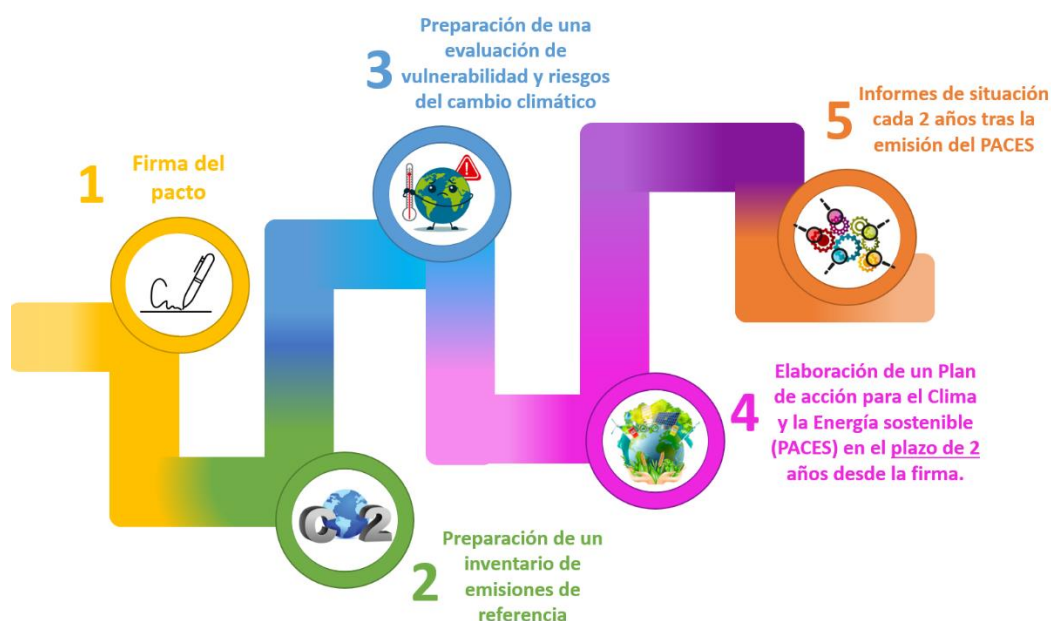 1
Firma del
pacto
2
Preparación de un
inventario de
emisiones de
referencia
CO2
3
Preparación de una
evaluación de
vulnerabilidad y riesgos
del cambio climático
4
Elaboración de un Plan
de acción para el Clima
y la Energía sostenible
(PACES) en el plazo de 2
años desde la firma.
5
Informes de situación
cada 2 años tras la
emisión del PACES